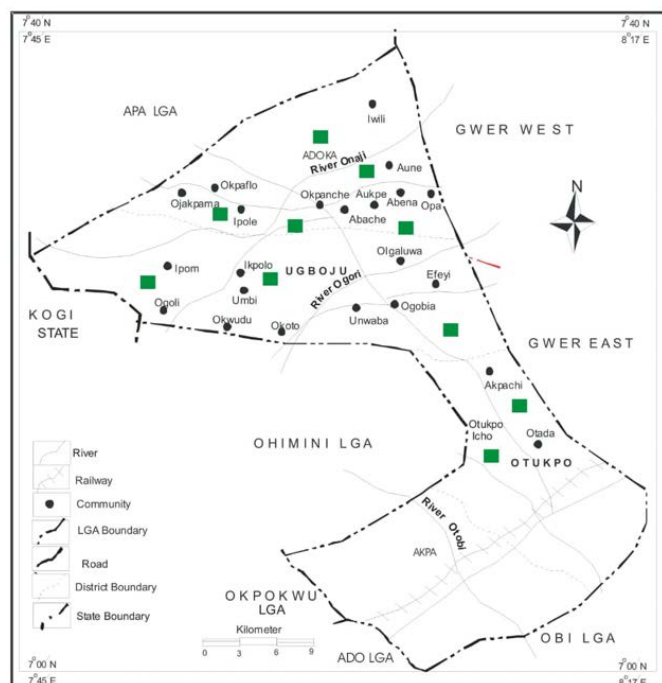 7°40 N
7°45 E
7°40 N
8°17 E
APA LGA
Iwili
GWER WEST
ADOKA
River Onaji
Aune
N
Okpaflo
Ojakpama
Okpanche
Aukpe
Abena
Opa
Ipole
Abache
Olgaluwa
Ipom
Ikpolo
UGBOJU
River Ogori
Efeyi
Umbi
Ogobia
Ogoli
Unwaba
KOGI
STATE
Okwudu
Okoto
GWER EAST
Akpachi
OHIMINI LGA
Otukpo
Icho
Otada
OTUKPO
River
Railway
Community
LGA Boundary
Road
District Boundary
State Boundary
River Otobi
AKPA
OKPOKWU
LGA
Kilometer
0 3 6 9
ADO LGA
OBI LGA
7°00 N
7°45 E
7°00 N
8°17 E